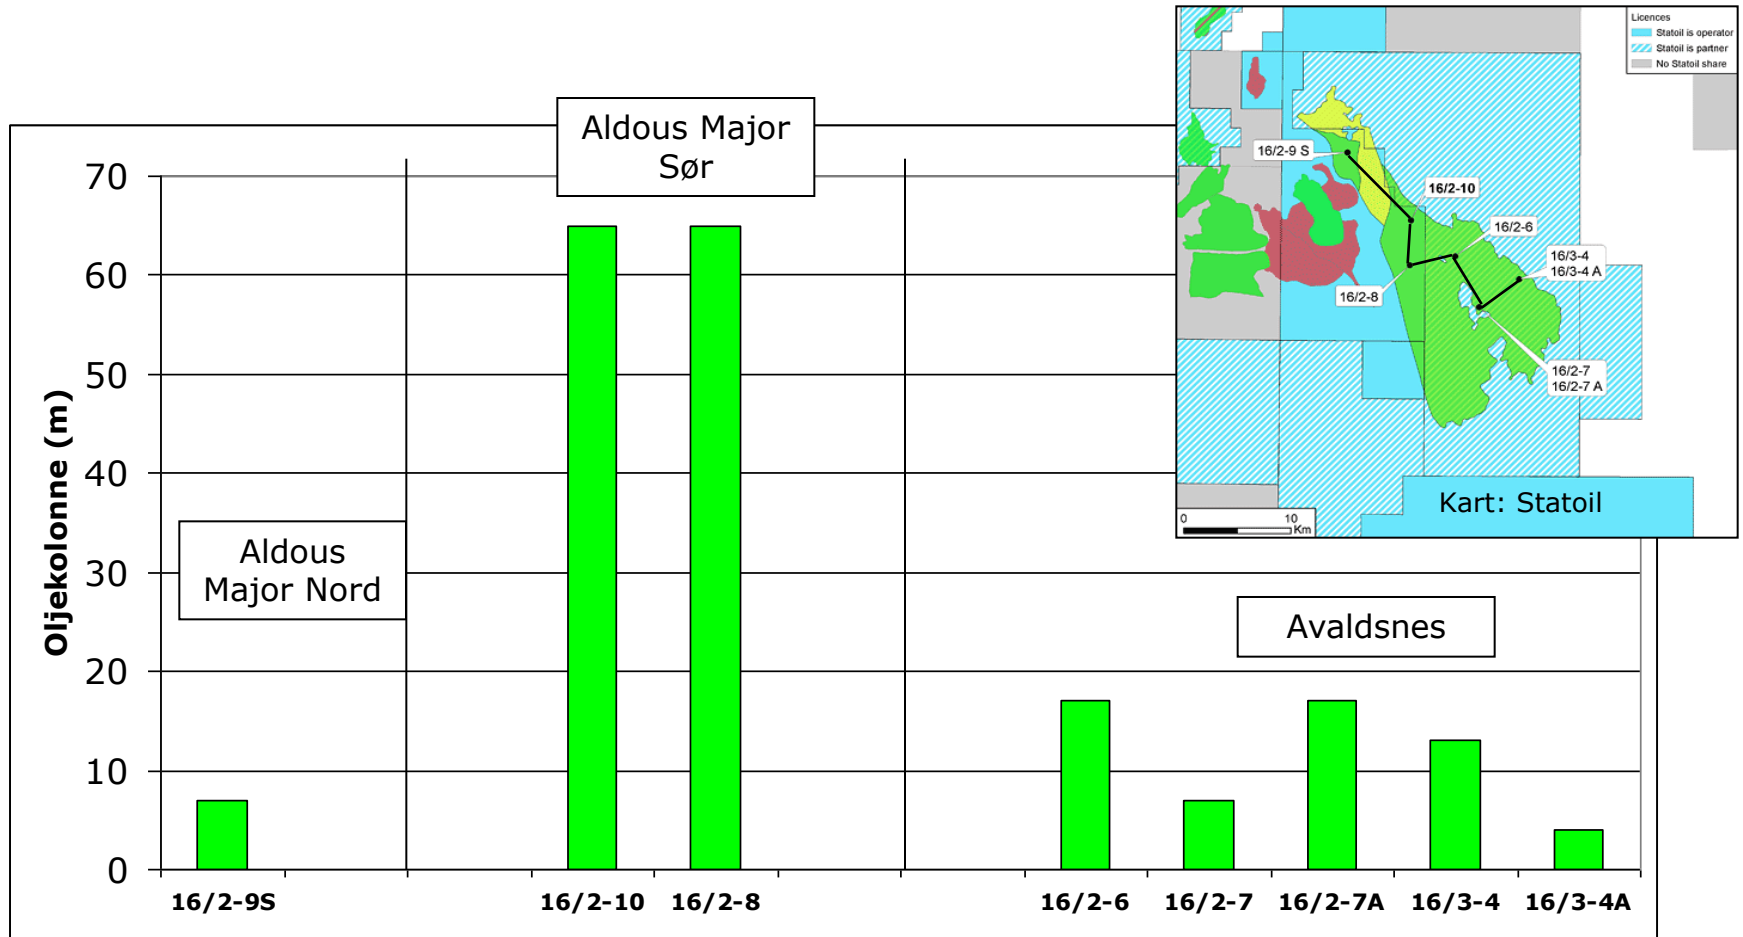 Aldous Major
Sør
Oljekolonne (m)
70
60
50
40
30
20
10
0
Aldous
Major Nord
Avaldsnes
16/2-9S
16/2-10
16/2-8
16/2-6
16/2-7
16/2-7A
16/3-4
16/3-4A
Licences
Statoil is operator
Statoil is partner
No Statoil share
16/2-9 S
16/2-10
16/2-6
16/3-4
16/3-4 A
16/2-8
16/2-7
16/2-7 A
Kart: Statoil
0 10
Km